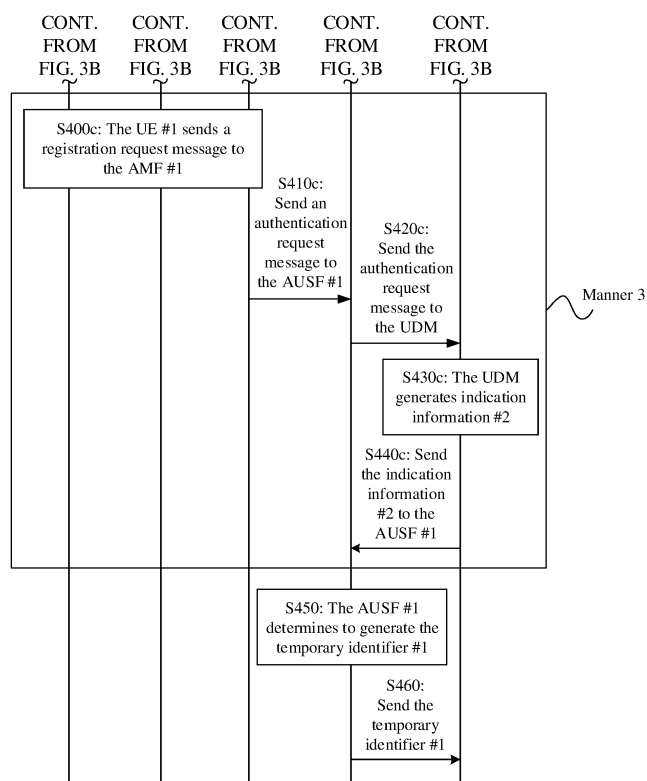 CONT. FROM FIG. 3B
CONT. FROM FIG. 3B
CONT. FROM FIG. 3B
CONT. FROM FIG. 3B
CONT. FROM FIG. 3B
S400c: The UE #1 sends a
registration request message to
the AMF #1
S410c:
Send an
authentication
request
message to
the AUSF #1
S420c:
Send the
authentication
request
message to
the UDM
Manner 3
S430c: The UDM
generates indication
information #2
S440c: Send
the indication
information
#2 to the
AUSF #1
S450: The AUSF #1
determines to generate the
temporary identifier #1
S460:
Send the
temporary
identifier #1